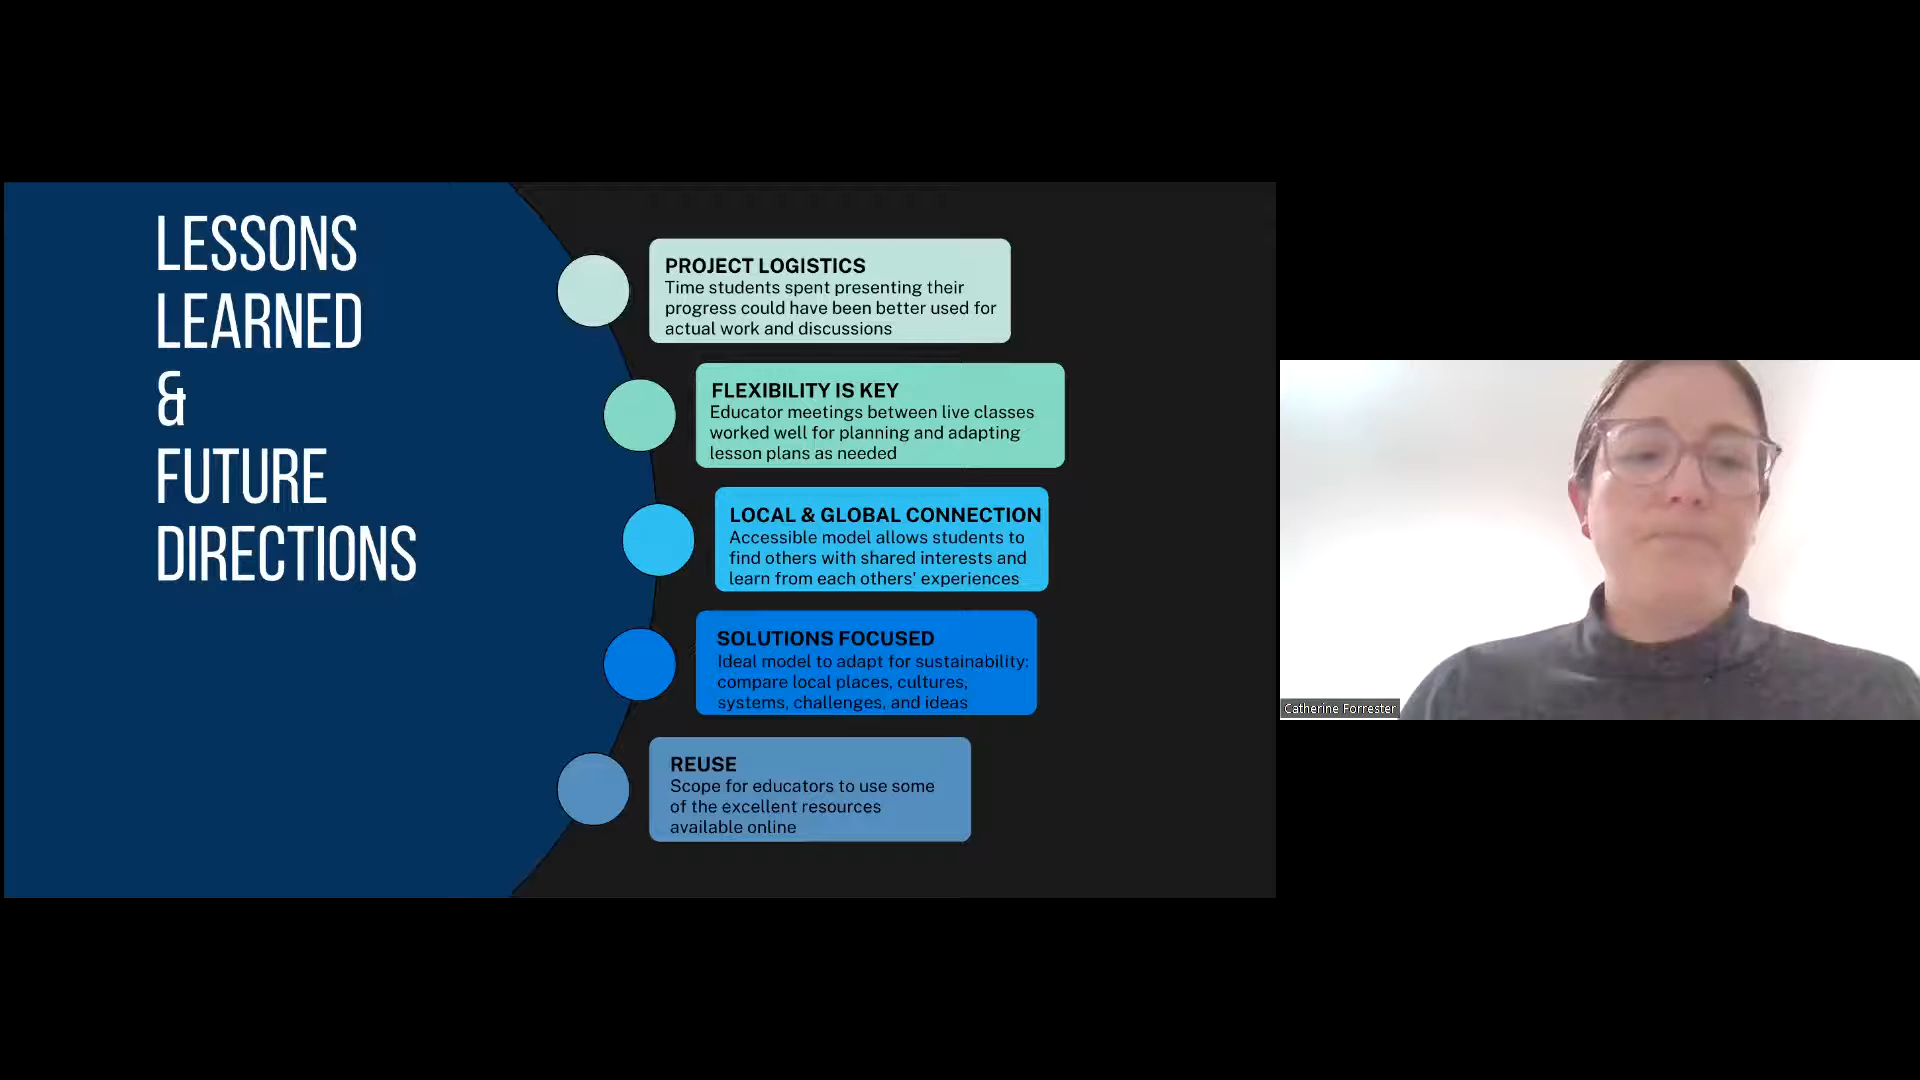 LESSONS
LEARNED
&
FUTURE
DIRECTIONS
PROJECT LOGISTICS
Time students spent presenting their
progress could have been better used for
actual work and discussions
FLEXIBILITY IS KEY
Educator meetings between live classes
worked well for planning and adapting
lesson plans as needed
LOCAL & GLOBAL CONNECTION
Accessible model allows students to
find others with shared interests and
learn from each others' experiences
SOLUTIONS FOCUSED
Ideal model to adapt for sustainability:
compare local places, cultures,
systems, challenges, and ideas
REUSE
Scope for educators to use some
of the excellent resources
available online
Catherine Forrester